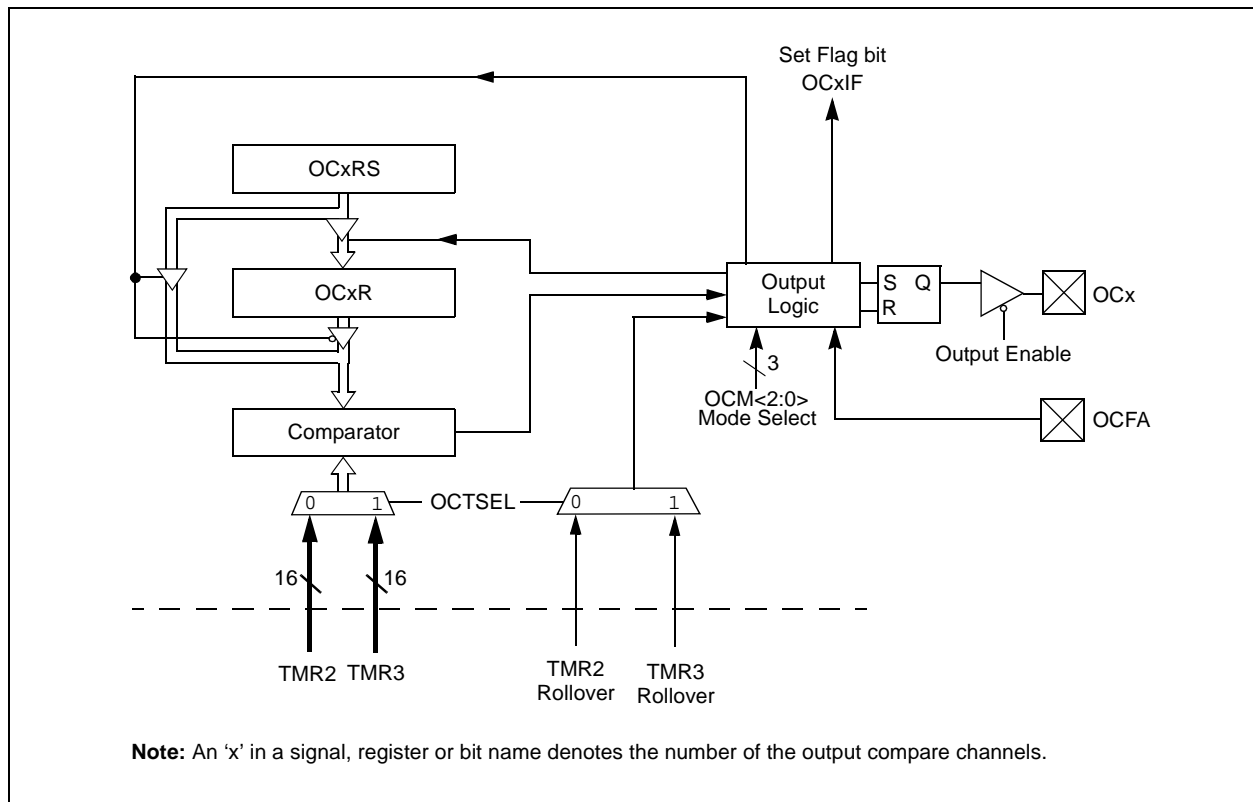 Set Flag bit
OCxIF
OCxRS
OCxR
Output
Logic
S Q
R
OCx
Output Enable
3
OCM<2:0>
Mode Select
OCFA
Comparator
0 1
OCTSEL
0 1
16
16
TMR2
TMR3
TMR2
Rollover
TMR3
Rollover
Note: An ‘x’ in a signal, register or bit name denotes the number of the output compare channels.